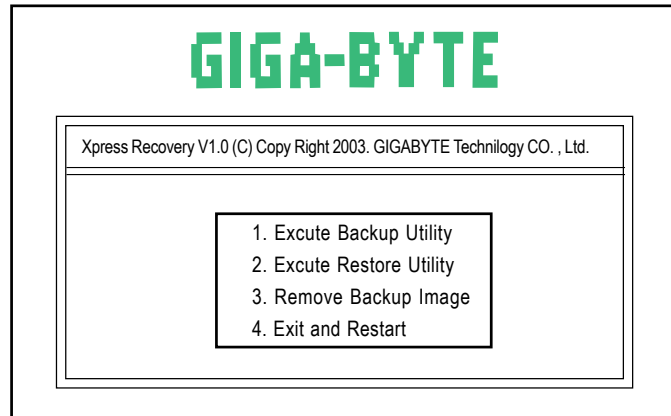 GIGA-BYTE
Xpress Recovery V1.0 (C) Copy Right 2003. GIGABYTE Technilogy CO. , Ltd.
1. Excute Backup Utility
2. Excute Restore Utility
3. Remove Backup Image
4. Exit and Restart